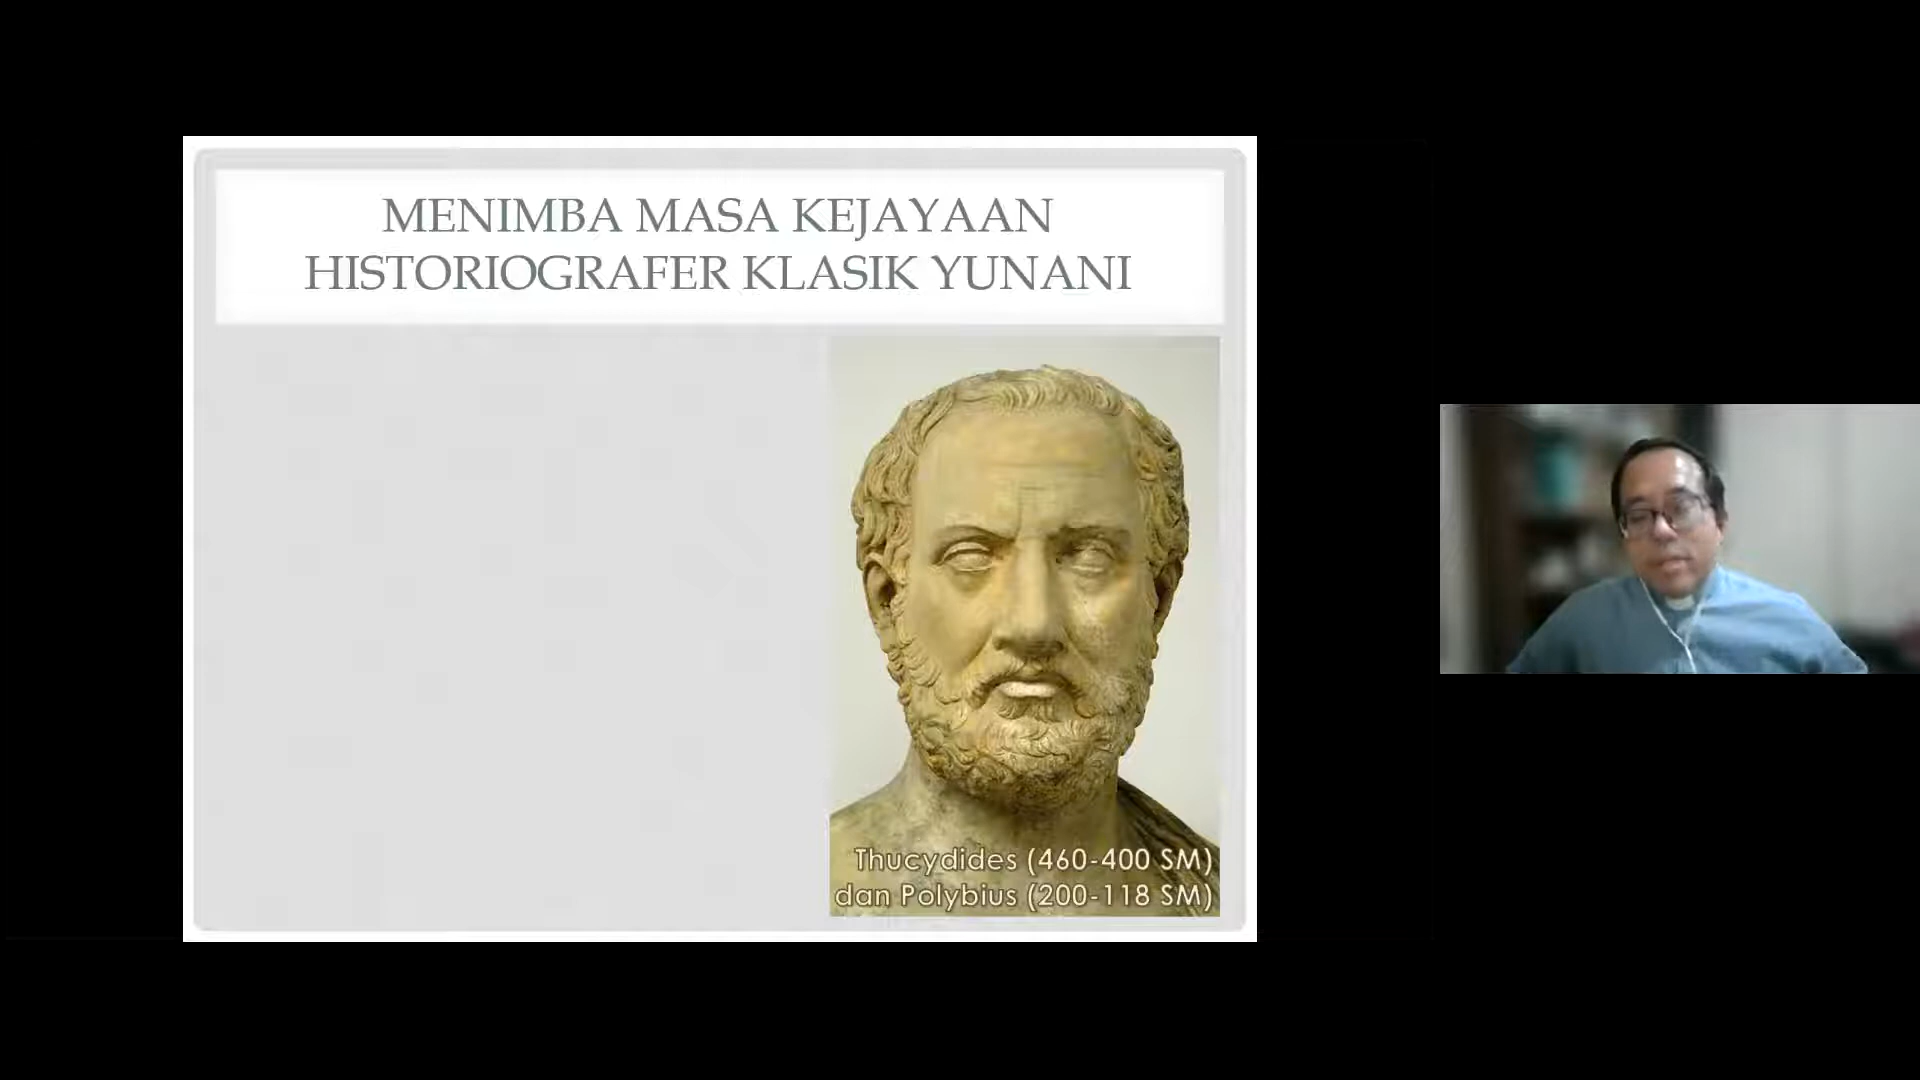 MENIMBA MASA KEJAYAAN
HISTORIOGRAFER KLASIK YUNANI
Thucydides (460-400 SM)
dan Polybius (200-118 SM)